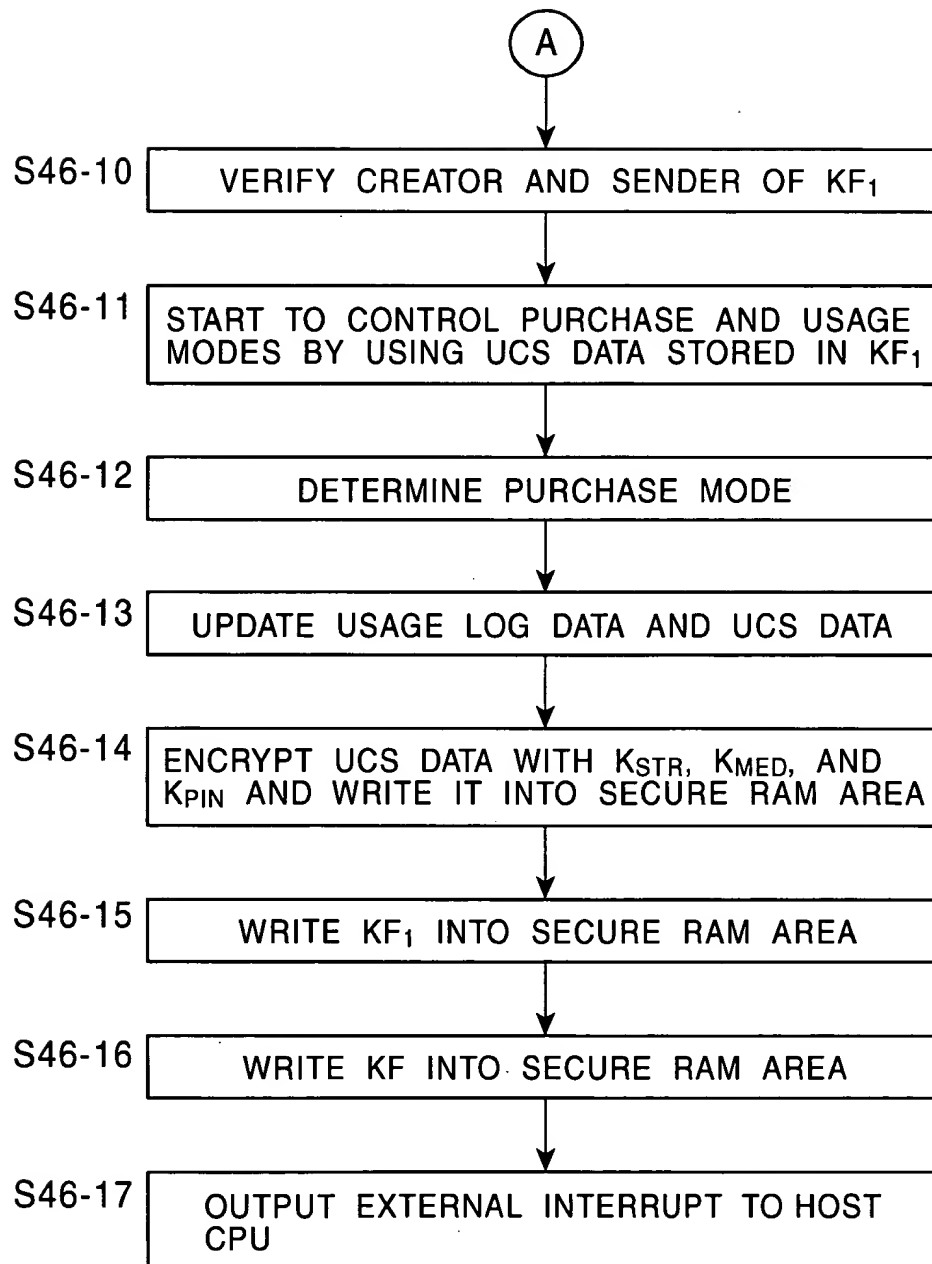 A
S46-10
VERIFY CREATOR AND SENDER OF KF₁
S46-11
START TO CONTROL PURCHASE AND USAGE
MODES BY USING UCS DATA STORED IN KF₁
S46-12
DETERMINE PURCHASE MODE
S46-13
UPDATE USAGE LOG DATA AND UCS DATA
S46-14
ENCRYPT UCS DATA WITH KSTR, KMED, AND
KPIN AND WRITE IT INTO SECURE RAM AREA
S46-15
WRITE KF₁ INTO SECURE RAM AREA
S46-16
WRITE KF INTO SECURE RAM AREA
S46-17
OUTPUT EXTERNAL INTERRUPT TO HOST
CPU